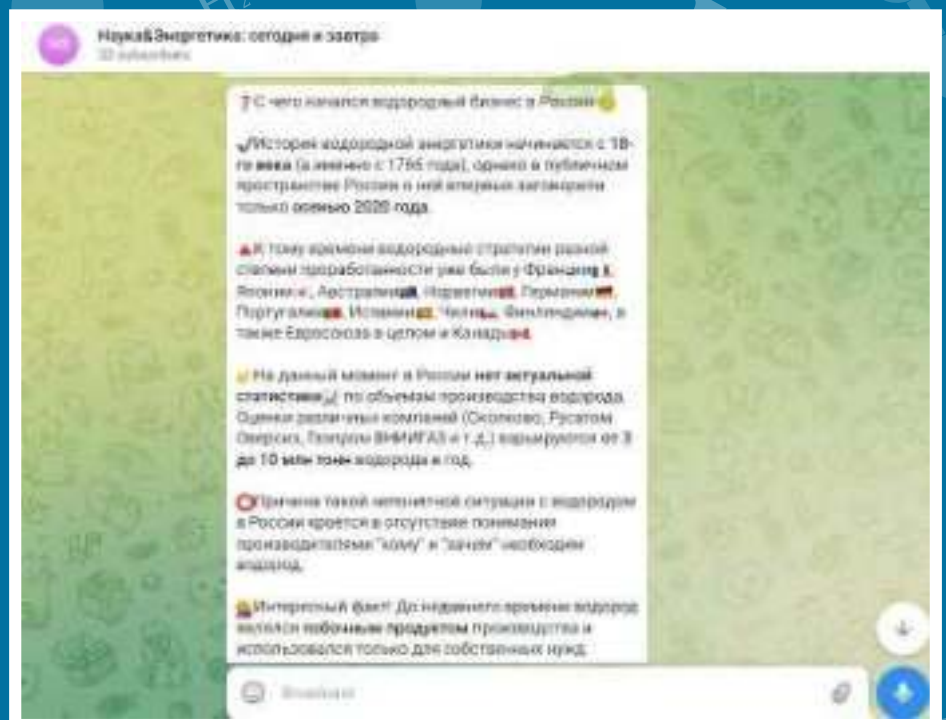 Наука&Энергетика: сегодня и завтра
subscribers
С чего начался водородный бизнес в России
История водородной энергетики начинается с 18-
го века (а именно с 1766 года), однако в публичном
пространстве России о ней впервые заговорили
только осенью 2020 года.
К тому времени водородные стратегии разной
степени проработанности уже были у Франции,
Японии, Австралии, Норвегии, Германии,
Португалии, Испании, Чили, Финляндии, а
также Евросоюза в целом и Канады.
На данный момент в России нет актуальной
статистики по объемам производства водорода.
Оценки различных компаний (Сколково, Русатом
Оверсиз, Газпром ВНИИГАЗ и т.д.) варьируются от 3
до 10 млн тонн водорода в год.
Причина такой непонятной ситуации с водородом
в России кроется в отсутствие понимания
производителями "кому" и "зачем" необходим
водород.
Интересный факт! До недавнего времени водород
являлся побочным продуктом производства и
использовался только для собственных нужд.
Broadcast
H2